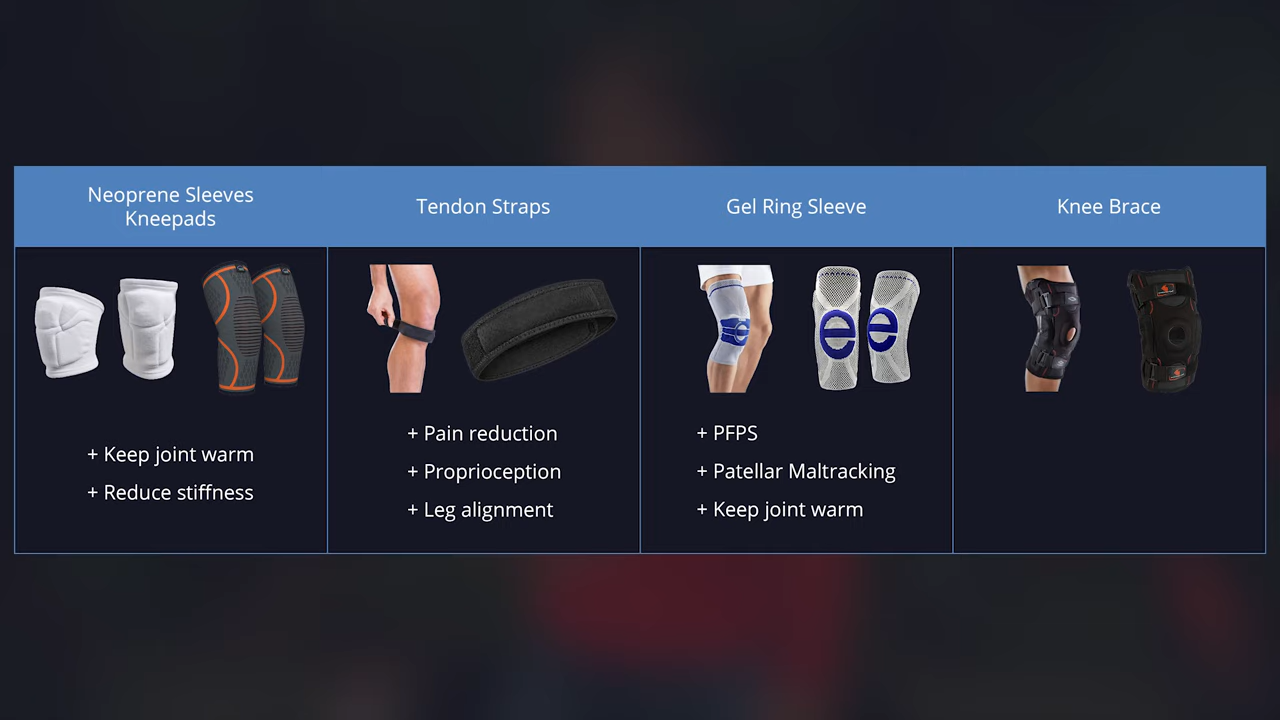 Neoprene Sleeves
Kneepads
Tendon Straps
Gel Ring Sleeve
Knee Brace
+ Keep joint warm
+ Reduce stiffness
+ Pain reduction
+ Proprioception
+ Leg alignment
+ PFPS
+ Patellar Maltracking
+ Keep joint warm